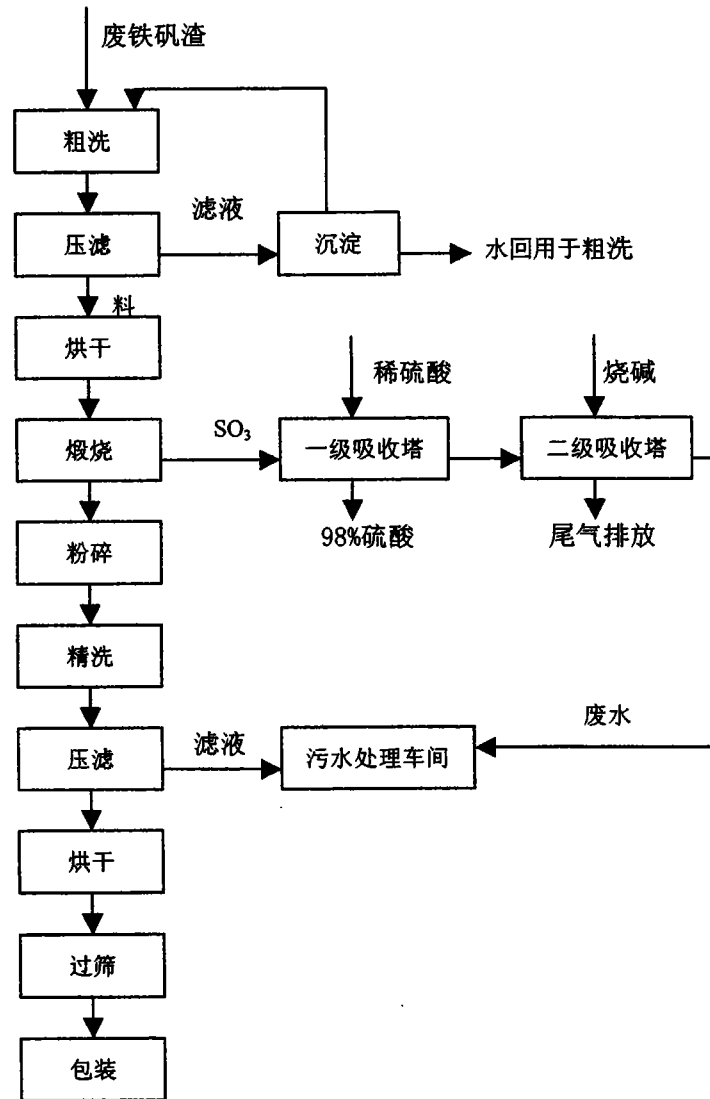 废铁矾渣
粗洗
滤液
压滤
沉淀
水回用于粗洗
料
烘干
稀硫酸
烧碱
SO₃
煅烧
一级吸收塔
二级吸收塔
98%硫酸
尾气排放
粉碎
精洗
滤液
废水
压滤
污水处理车间
烘干
过筛
包装